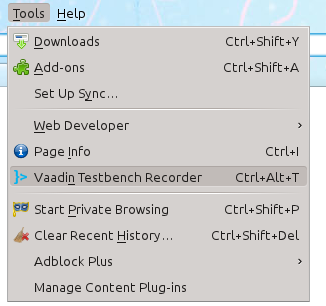 Tools Help
Downloads Ctrl+Shift+Y
Add-ons Ctrl+Shift+A
Set Up Sync...
Web Developer
Page Info Ctrl+I
Vaadin Testbench Recorder Ctrl+Alt+T
Start Private Browsing Ctrl+Shift+P
Clear Recent History... Ctrl+Shift+Del
Adblock Plus
Manage Content Plug-ins